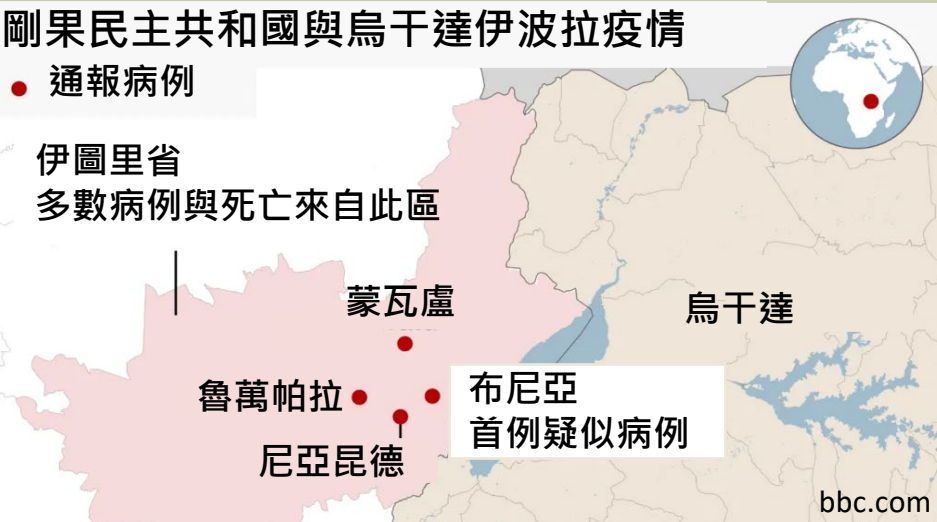 剛果民主共和國與烏干達伊波拉疫情
通報病例
伊圖里省
多數病例與死亡來自此區
蒙瓦盧
烏干達
魯萬帕拉
布尼亞
首例疑似病例
尼亞昆德
bbc.com